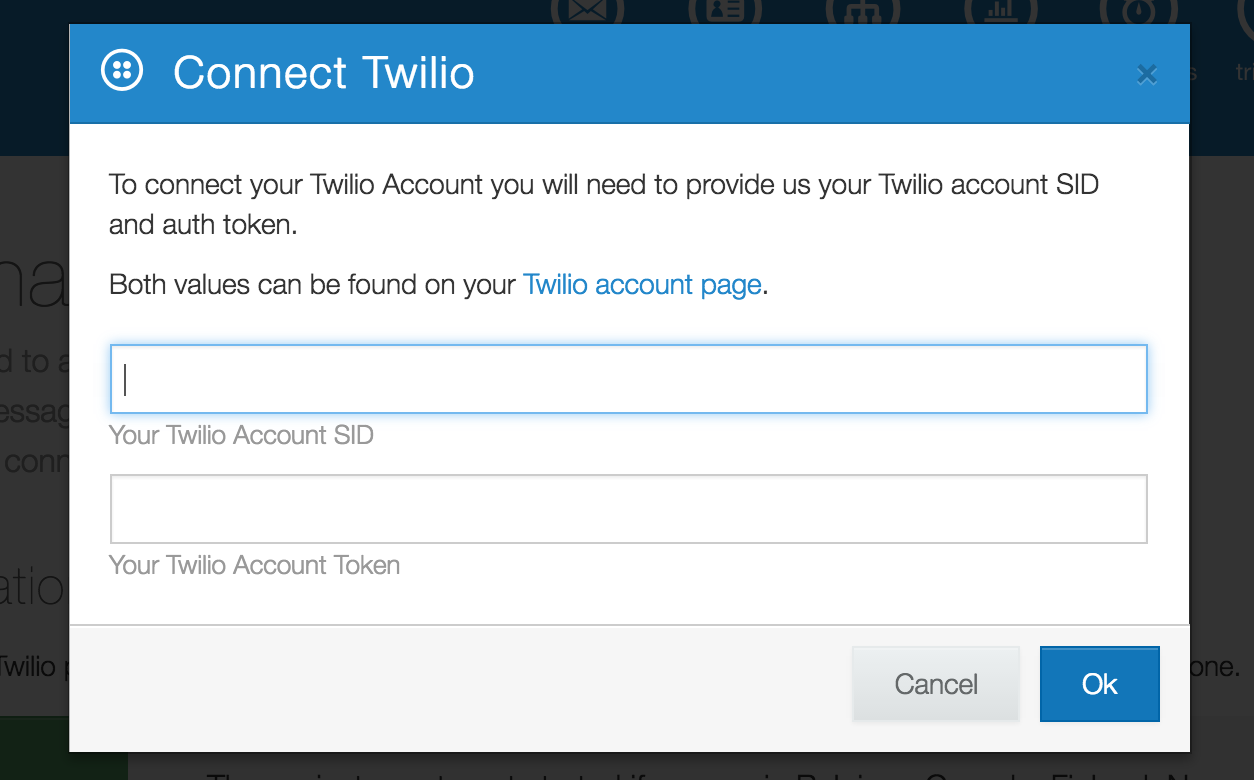 Connect Twilio
×
To connect your Twilio Account you will need to provide us your Twilio account SID
and auth token.
Both values can be found on your Twilio account page.
Your Twilio Account SID
Your Twilio Account Token
Twilio
one.
Cancel
Ok